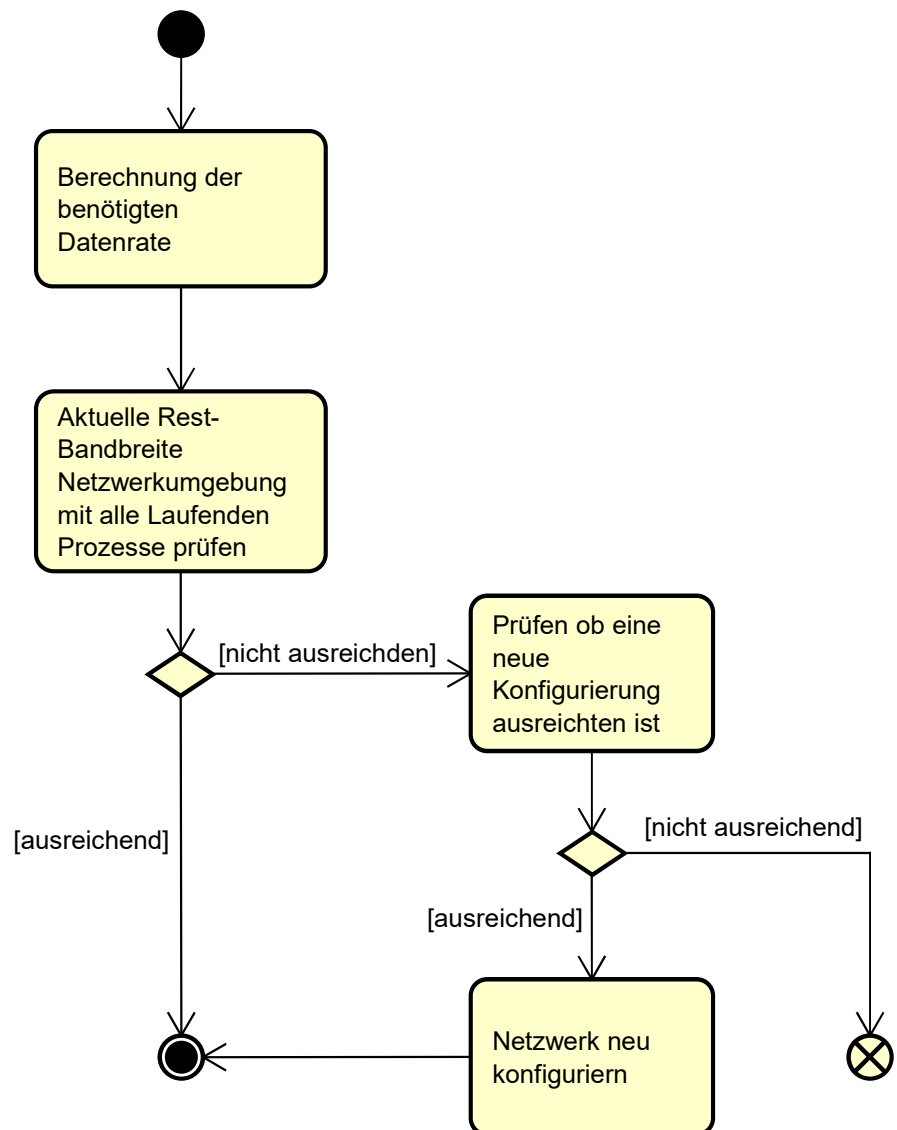 Berechnung der
benötigten
Datenrate
Aktuelle Rest-
Bandbreite
Netzwerkumgebung
mit alle Laufenden
Prozesse prüfen
[nicht ausreichden]
Prüfen ob eine
neue
Konfigurierung
ausreichten ist
[ausreichend]
[nicht ausreichend]
[ausreichend]
Netzwerk neu
konfiguriern